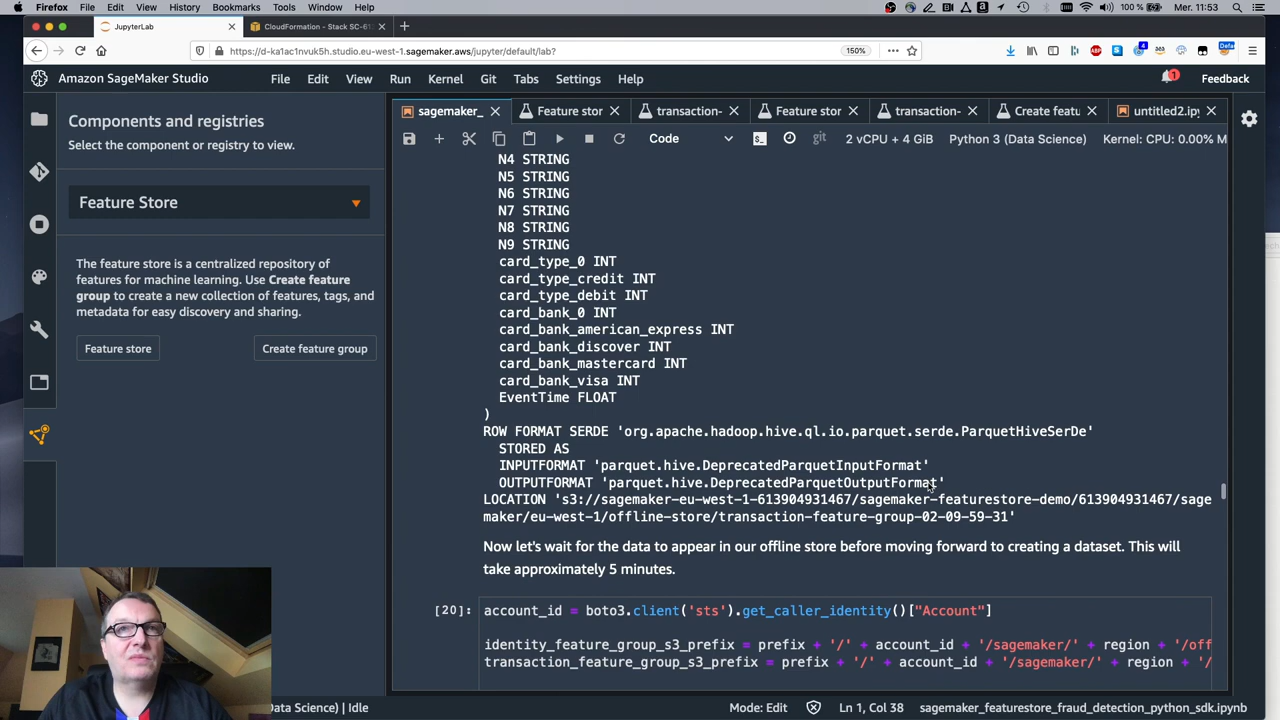 Firefox File Edit View History Bookmarks Tools Window Help 100 % Mer. 11:53
JupyterLab CloudFormation - Stack SC-61
https://d-ka1ac1nvuk5h.studio.eu-west-1.sagemaker.aws/jupyter/default/lab? 150%
Amazon SageMaker Studio File Edit View Run Kernel Git Tabs Settings Help 1 Feedback
sagemaker_ Feature stor transaction- Feature stor transaction- Create featu untitled2.ipy
Code git 2 vCPU + 4 GiB Python 3 (Data Science) Kernel: CPU: 0.00% M
Components and registries
Select the component or registry to view.
Feature Store
The feature store is a centralized repository of
features for machine learning. Use Create feature
group to create a new collection of features, tags, and
metadata for easy discovery and sharing.
Feature store Create feature group
N4 STRING
N5 STRING
N6 STRING
N7 STRING
N8 STRING
N9 STRING
card_type_0 INT
card_type_credit INT
card_type_debit INT
card_bank_0 INT
card_bank_american_express INT
card_bank_discover INT
card_bank_mastercard INT
card_bank_visa INT
EventTime FLOAT
)
ROW FORMAT SERDE 'org.apache.hadoop.hive.ql.io.parquet.serde.ParquetHiveSerDe'
STORED AS
INPUTFORMAT 'parquet.hive.DeprecatedParquetInputFormat'
OUTPUTFORMAT 'parquet.hive.DeprecatedParquetOutputFormat'
LOCATION 's3://sagemaker-eu-west-1-613904931467/sagemaker-featurestore-demo/613904931467/sage
maker/eu-west-1/offline-store/transaction-feature-group-02-09-59-31'
Now let's wait for the data to appear in our offline store before moving forward to creating a dataset. This will
take approximately 5 minutes.
[20]: account_id = boto3.client('sts').get_caller_identity()["Account"]
identity_feature_group_s3_prefix = prefix + '/' + account_id + '/sagemaker/' + region + '/off
transaction_feature_group_s3_prefix = prefix + '/' + account_id + '/sagemaker/' + region + '/
Data Science) | Idle Mode: Edit Ln 1, Col 38 sagemaker_featurestore_fraud_detection_python_sdk.ipynb